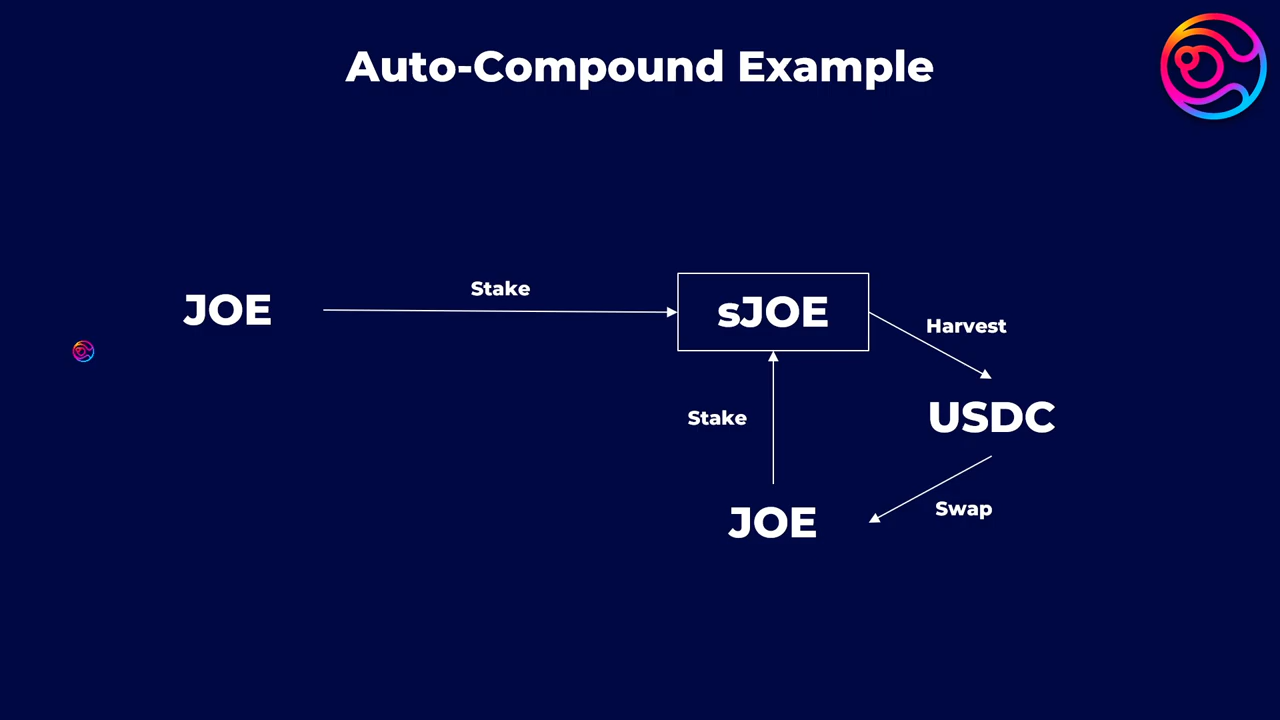 Auto-Compound Example
Stake
JOE
sJOE
Harvest
Stake
USDC
Swap
JOE